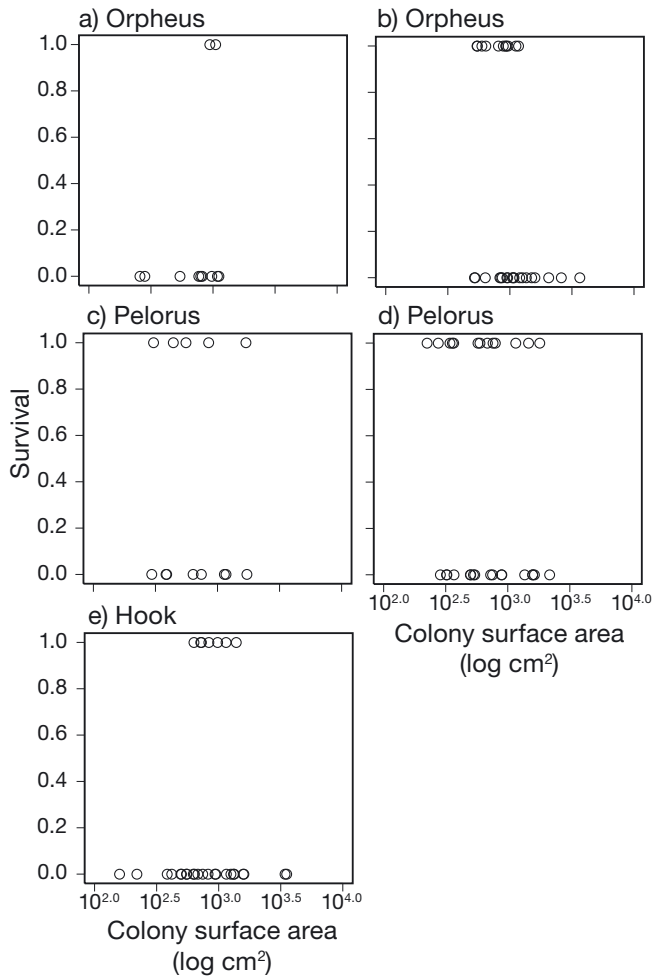 a) Orpheus
b) Orpheus
1.0
0.8
0.6
0.4
0.2
0.0
c) Pelorus
d) Pelorus
1.0
0.8
0.6
0.4
0.2
0.0
Survival
10^2.0 10^2.5 10^3.0 10^3.5 10^4.0
Colony surface area
(log cm²)
e) Hook
1.0
0.8
0.6
0.4
0.2
0.0
10^2.0 10^2.5 10^3.0 10^3.5 10^4.0
Colony surface area
(log cm²)